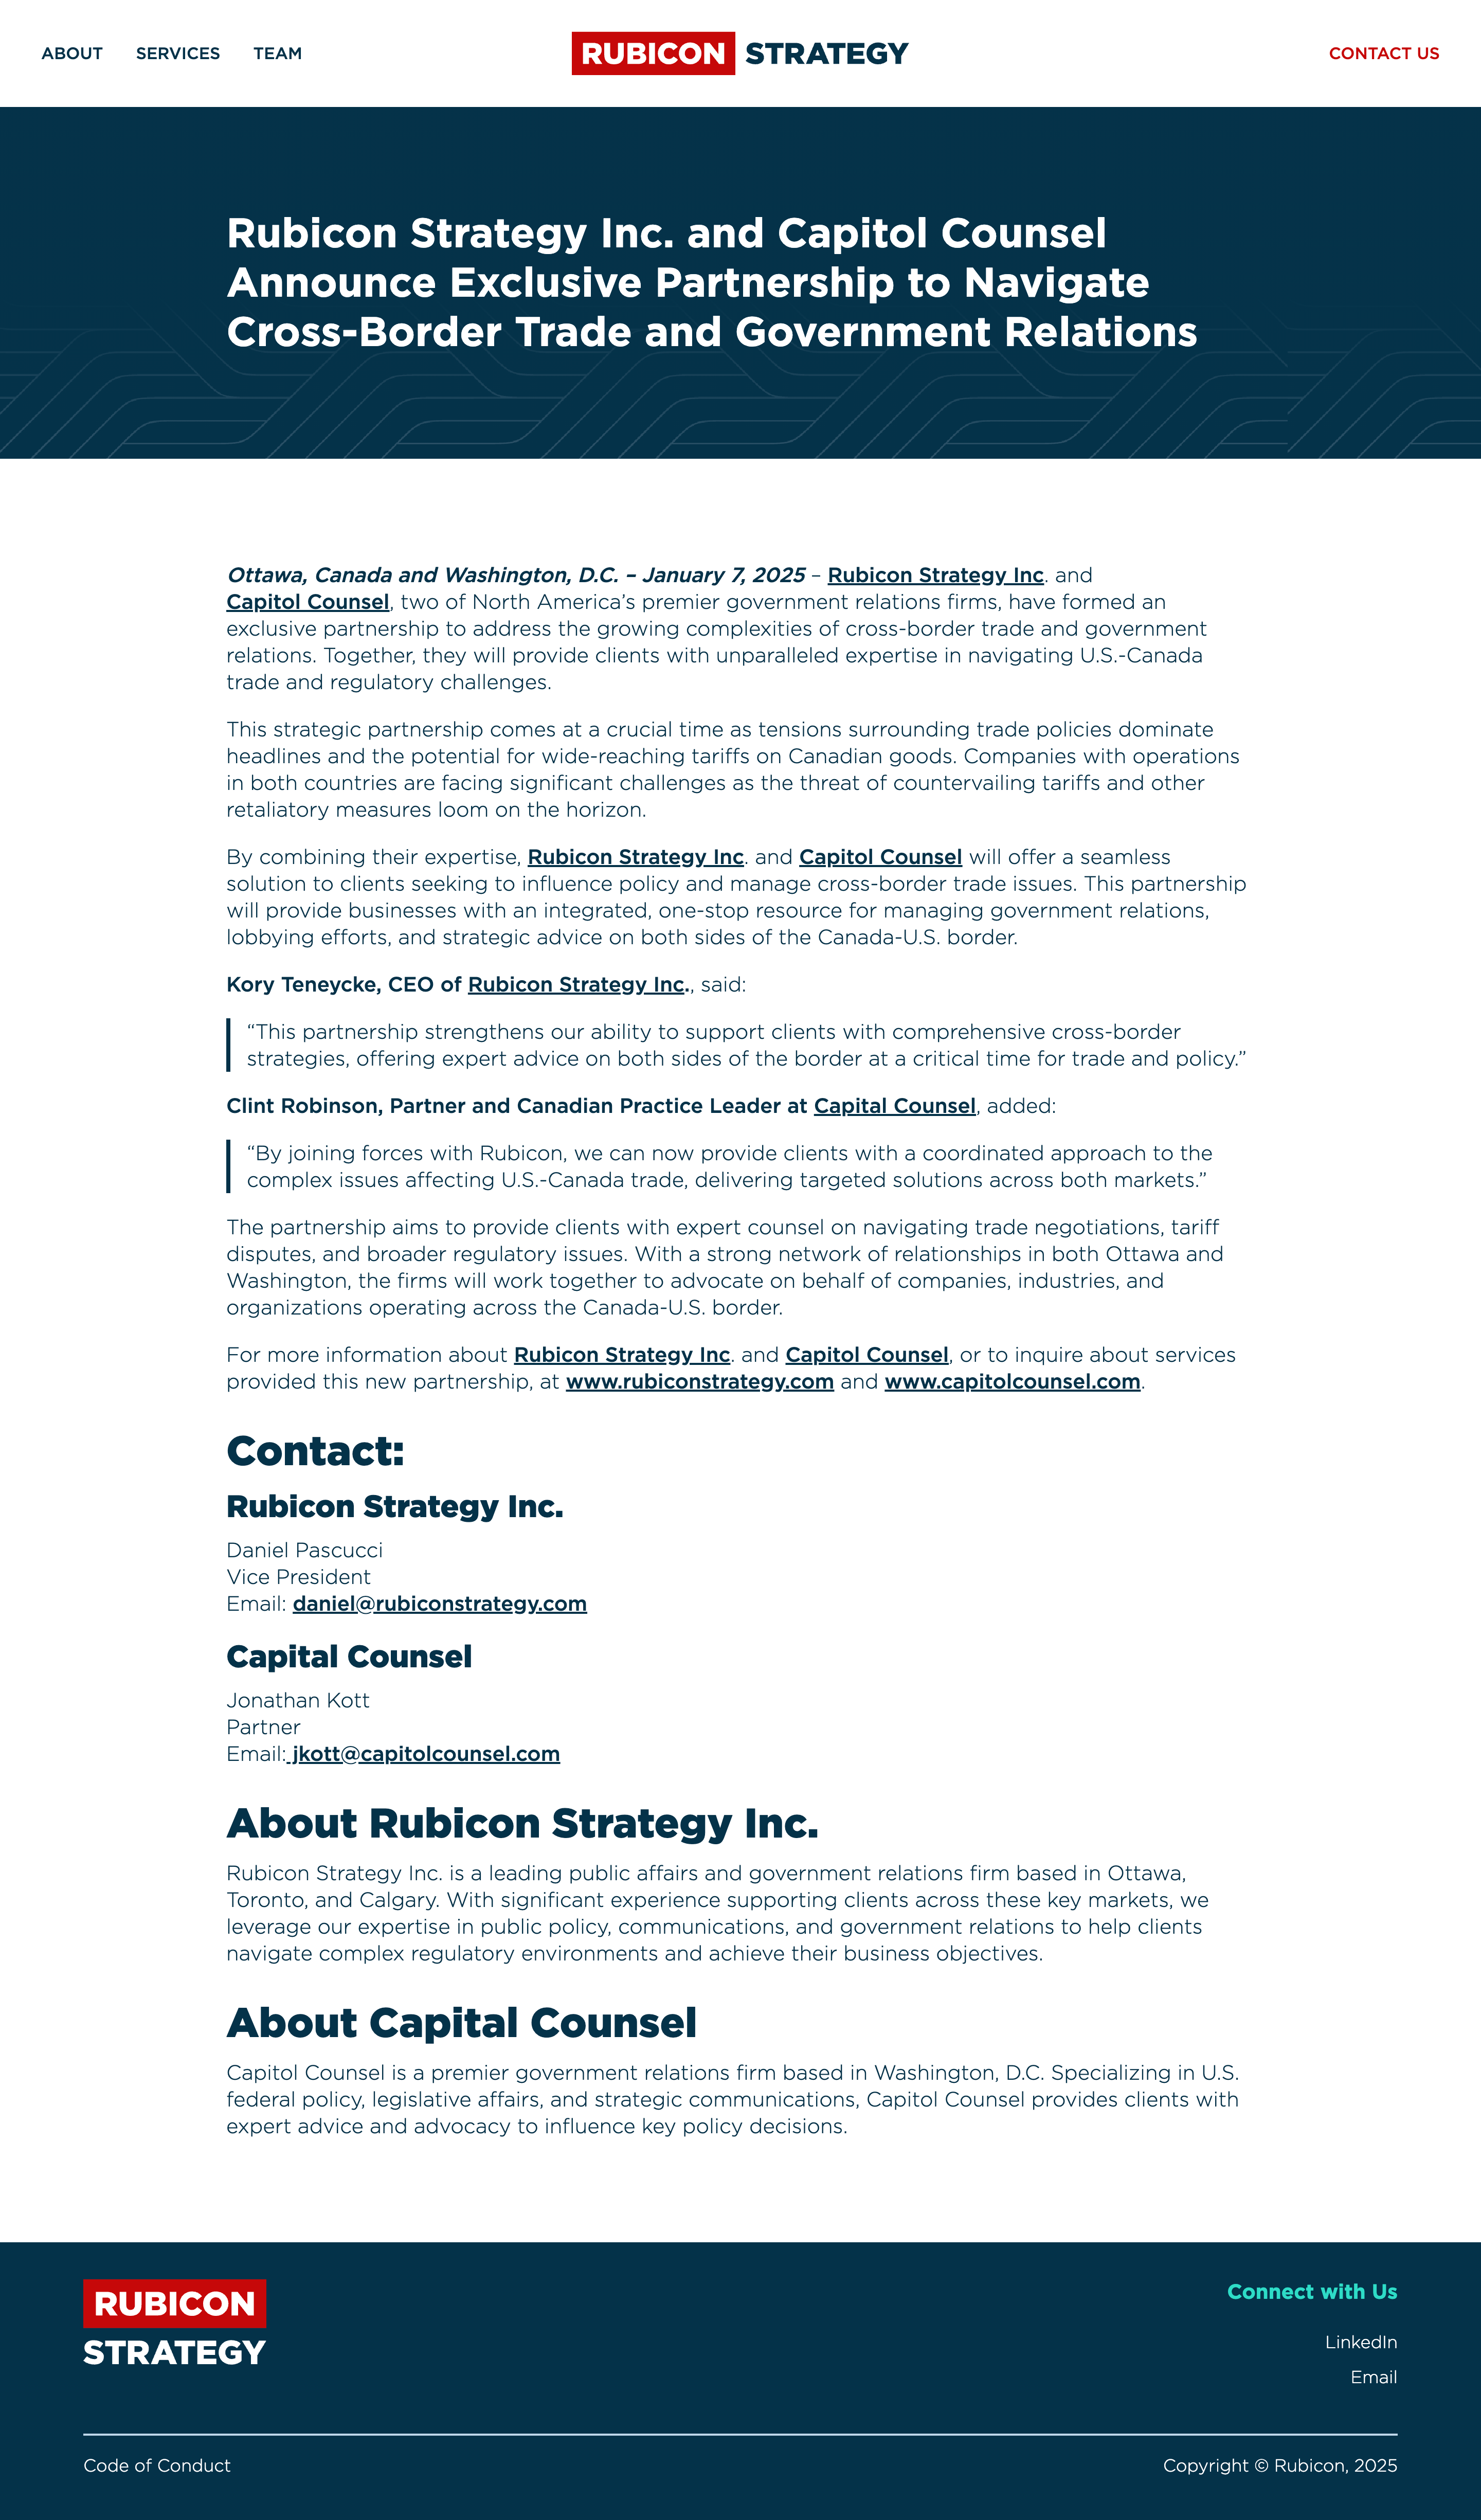 ABOUT SERVICES TEAM
RUBICON STRATEGY
CONTACT US
Rubicon Strategy Inc. and Capitol Counsel
Announce Exclusive Partnership to Navigate
Cross-Border Trade and Government Relations
Ottawa, Canada and Washington, D.C. – January 7, 2025 – Rubicon Strategy Inc. and
Capitol Counsel, two of North America’s premier government relations firms, have formed an
exclusive partnership to address the growing complexities of cross-border trade and government
relations. Together, they will provide clients with unparalleled expertise in navigating U.S.-Canada
trade and regulatory challenges.
This strategic partnership comes at a crucial time as tensions surrounding trade policies dominate
headlines and the potential for wide-reaching tariffs on Canadian goods. Companies with operations
in both countries are facing significant challenges as the threat of countervailing tariffs and other
retaliatory measures loom on the horizon.
By combining their expertise, Rubicon Strategy Inc. and Capitol Counsel will offer a seamless
solution to clients seeking to influence policy and manage cross-border trade issues. This partnership
will provide businesses with an integrated, one-stop resource for managing government relations,
lobbying efforts, and strategic advice on both sides of the Canada-U.S. border.
Kory Teneycke, CEO of Rubicon Strategy Inc., said:
“This partnership strengthens our ability to support clients with comprehensive cross-border
strategies, offering expert advice on both sides of the border at a critical time for trade and policy.”
Clint Robinson, Partner and Canadian Practice Leader at Capital Counsel, added:
“By joining forces with Rubicon, we can now provide clients with a coordinated approach to the
complex issues affecting U.S.-Canada trade, delivering targeted solutions across both markets.”
The partnership aims to provide clients with expert counsel on navigating trade negotiations, tariff
disputes, and broader regulatory issues. With a strong network of relationships in both Ottawa and
Washington, the firms will work together to advocate on behalf of companies, industries, and
organizations operating across the Canada-U.S. border.
For more information about Rubicon Strategy Inc. and Capitol Counsel, or to inquire about services
provided this new partnership, at www.rubiconstrategy.com and www.capitolcounsel.com.
Contact:
Rubicon Strategy Inc.
Daniel Pascucci
Vice President
Email: daniel@rubiconstrategy.com
Capital Counsel
Jonathan Kott
Partner
Email: jkott@capitolcounsel.com
About Rubicon Strategy Inc.
Rubicon Strategy Inc. is a leading public affairs and government relations firm based in Ottawa,
Toronto, and Calgary. With significant experience supporting clients across these key markets, we
leverage our expertise in public policy, communications, and government relations to help clients
navigate complex regulatory environments and achieve their business objectives.
About Capital Counsel
Capitol Counsel is a premier government relations firm based in Washington, D.C. Specializing in U.S.
federal policy, legislative affairs, and strategic communications, Capitol Counsel provides clients with
expert advice and advocacy to influence key policy decisions.
RUBICON
STRATEGY
Connect with Us
LinkedIn
Email
Code of Conduct
Copyright © Rubicon, 2025